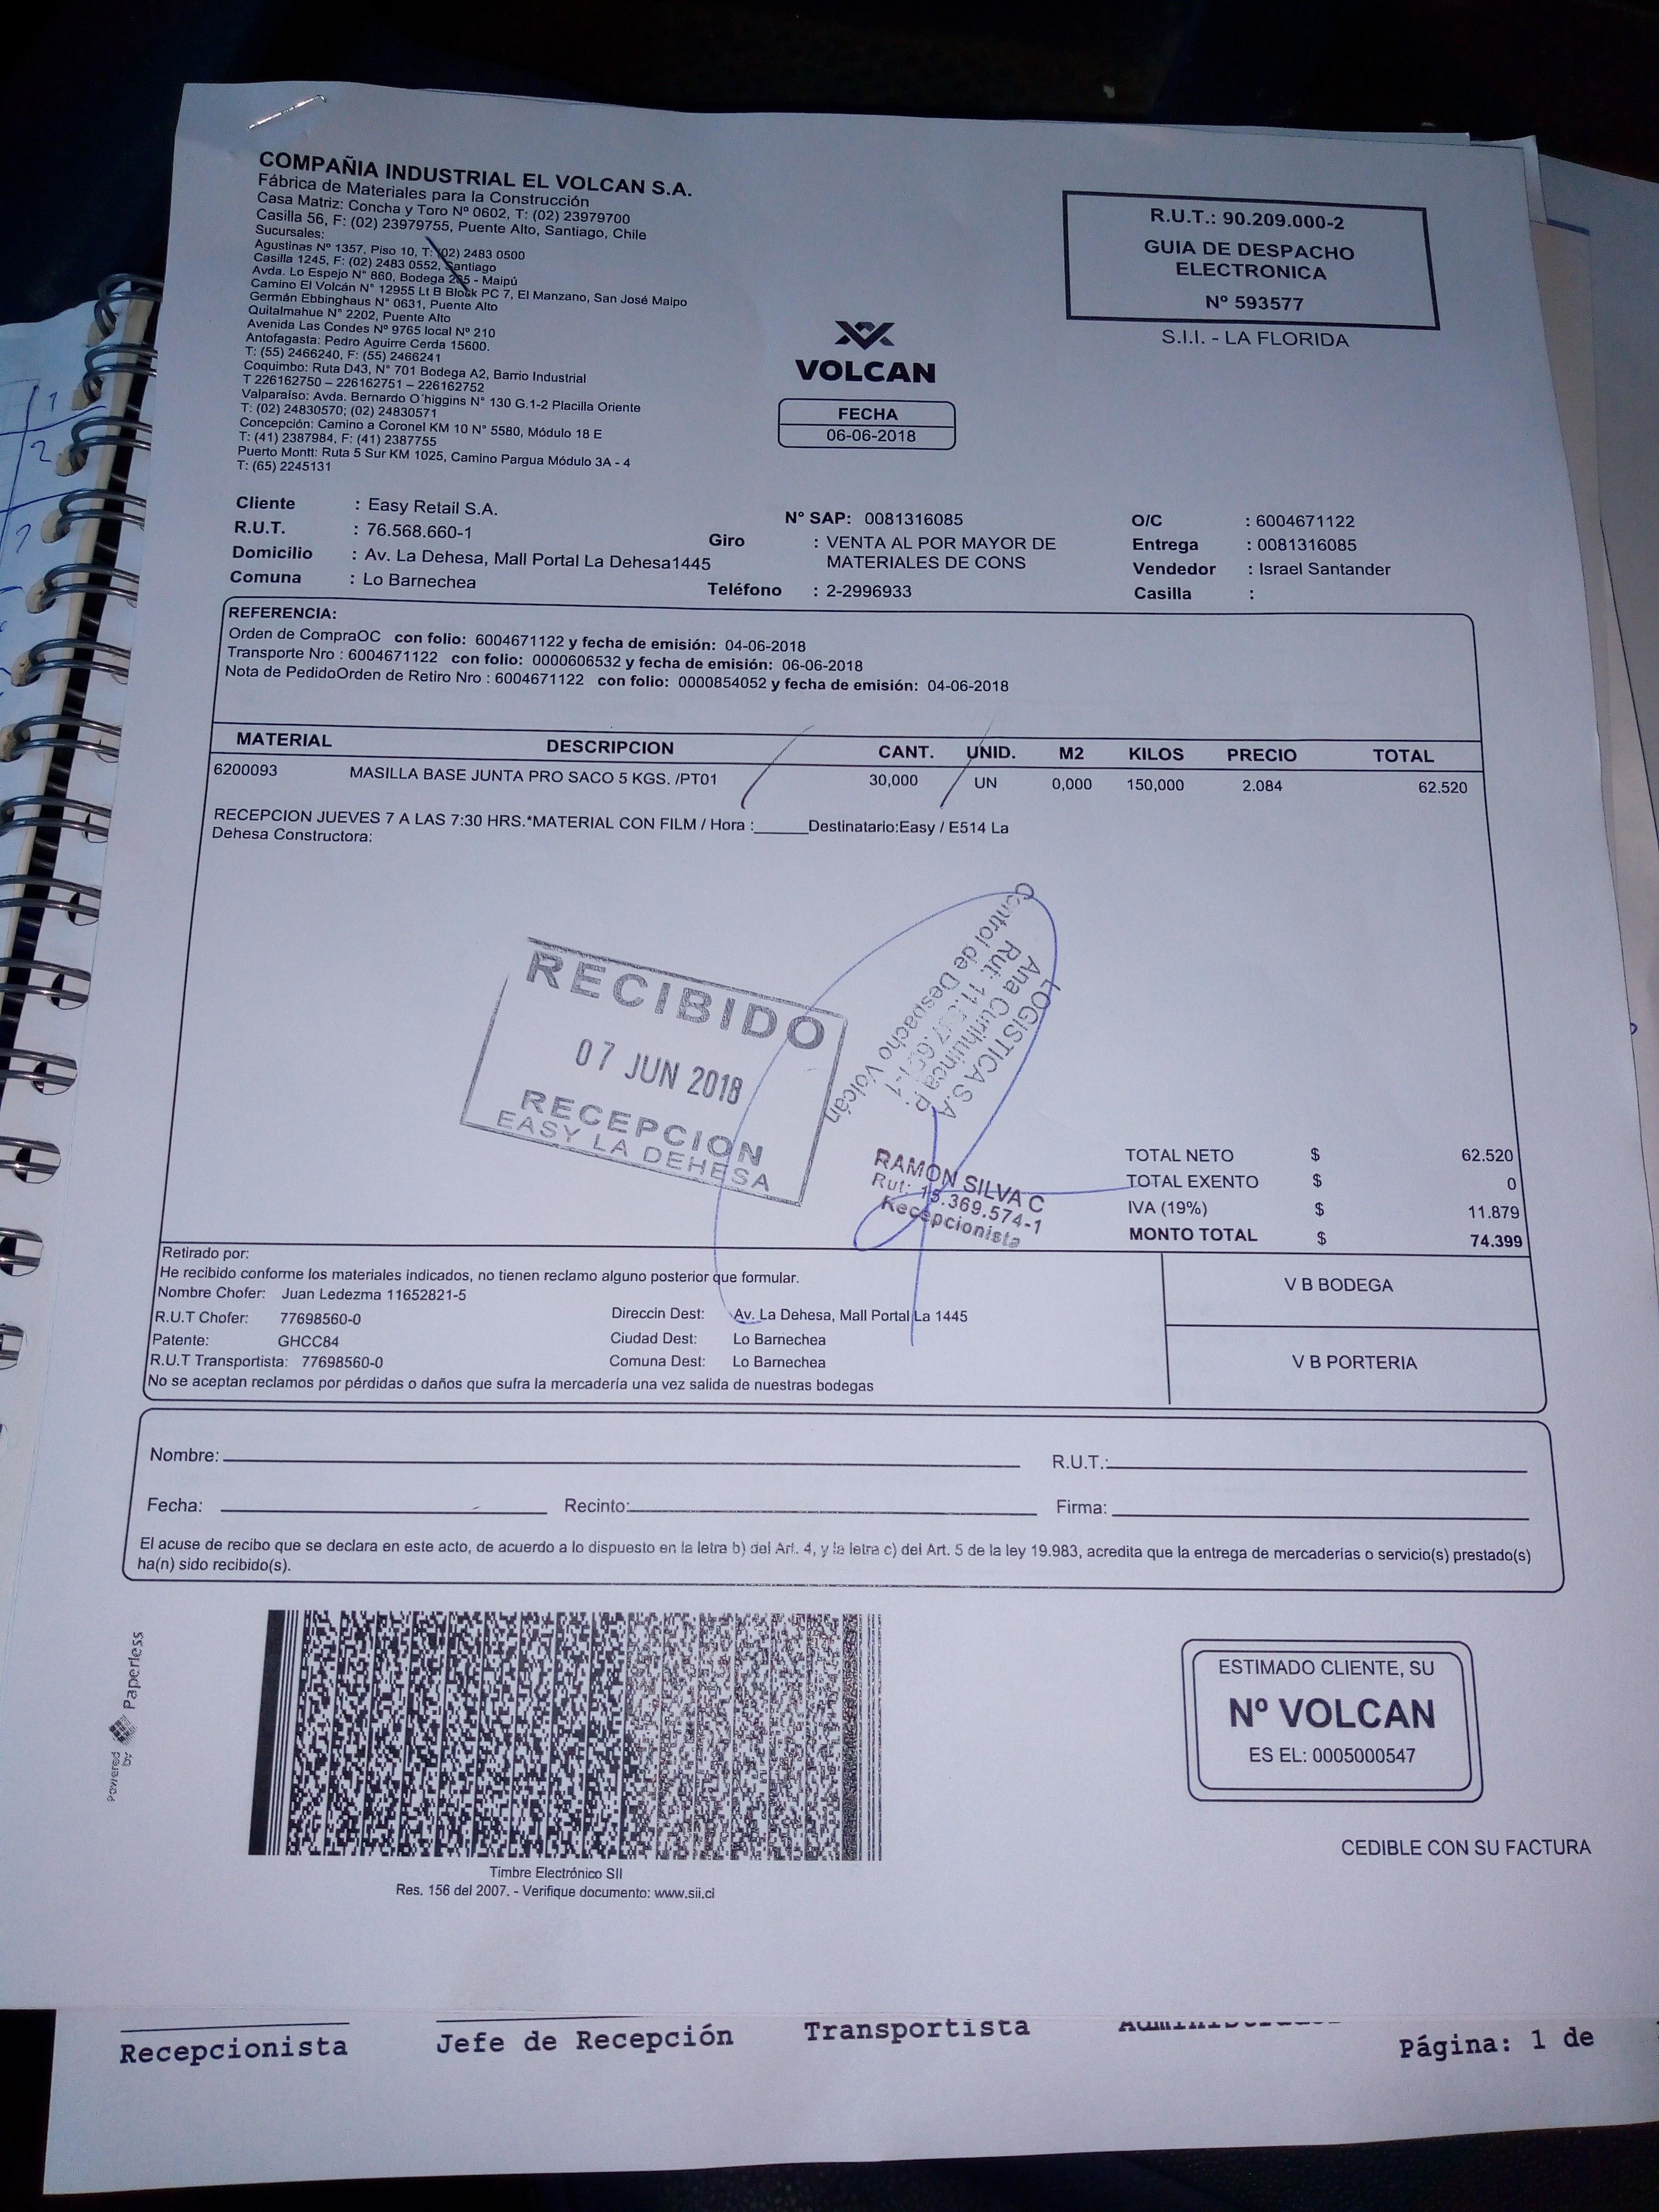 COMPAÑIA INDUSTRIAL EL VOLCAN S.A.
Fábrica de Materiales para la Construcción
Casa Matriz: Concha y Toro Nº 0602, T: (02) 23979700
Casilla 56, F: (02) 23979755, Puente Alto, Santiago, Chile
Sucursales:
Agustinas Nº 1357, Piso 10, T: (02) 2483 0500
Casilla 1245, F: (02) 2483 0552, Santiago
Avda. Lo Espejo N° 860, Bodega - Maipú
Camino El Volcán N° 12955 Lt B Block PC 7, El Manzano, San José Maipo
Germán Ebbinghaus N° 0631, Puente Alto
Quitalmahue N° 2202, Puente Alto
Avenida Las Condes Nº 9765 local Nº 210
Antofagasta: Pedro Aguirre Cerda 15600.
T: (55) 2466240, F: (55) 2466241
Coquimbo: Ruta D43, N° 701 Bodega A2, Barrio Industrial
T 226162750 – 226162751 – 226162752
Valparaíso: Avda. Bernardo O´higgins N° 130 G.1-2 Placilla Oriente
T: (02) 24830570; (02) 24830571
Concepción: Camino a Coronel KM 10 N° 5580, Módulo 18 E
T: (41) 2387984, F: (41) 2387755
Puerto Montt: Ruta 5 Sur KM 1025, Camino Pargua Módulo 3A - 4
T: (65) 2245131
R.U.T.: 90.209.000-2
GUIA DE DESPACHO
ELECTRONICA
Nº 593577
S.I.I. - LA FLORIDA
VOLCAN
FECHA
06-06-2018
Cliente : Easy Retail S.A.
R.U.T. : 76.568.660-1
Domicilio : Av. La Dehesa, Mall Portal La Dehesa1445
Comuna : Lo Barnechea
Nº SAP: 0081316085
Giro : VENTA AL POR MAYOR DE
MATERIALES DE CONS
Teléfono : 2-2996933
O/C : 6004671122
Entrega : 0081316085
Vendedor : Israel Santander
Casilla :
REFERENCIA:
Orden de CompraOC con folio: 6004671122 y fecha de emisión: 04-06-2018
Transporte Nro : 6004671122 con folio: 0000606532 y fecha de emisión: 06-06-2018
Nota de PedidoOrden de Retiro Nro : 6004671122 con folio: 0000854052 y fecha de emisión: 04-06-2018
MATERIAL DESCRIPCION CANT. UNID. M2 KILOS PRECIO TOTAL
6200093 MASILLA BASE JUNTA PRO SACO 5 KGS. /PT01 30,000 UN 0,000 150,000 2.084 62.520
RECEPCION JUEVES 7 A LAS 7:30 HRS.*MATERIAL CON FILM / Hora :______Destinatario:Easy / E514 La
Dehesa Constructora:
RECIBIDO
07 JUN 2018
RECEPCION
EASY LA DEHESA
LOGISTICA S.A
Ana Curihuinca P.
Rut:
Control de Despacho Volcán
RAMON SILVA C
Rut: 15.369.574-1
Recepcionista
TOTAL NETO $ 62.520
TOTAL EXENTO $ 0
IVA (19%) $ 11.879
MONTO TOTAL $ 74.399
Retirado por:
He recibido conforme los materiales indicados, no tienen reclamo alguno posterior que formular.
Nombre Chofer: Juan Ledezma 11652821-5
R.U.T Chofer: 77698560-0 Direccin Dest: Av. La Dehesa, Mall Portal La 1445
Patente: GHCC84 Ciudad Dest: Lo Barnechea
R.U.T Transportista: 77698560-0 Comuna Dest: Lo Barnechea
No se aceptan reclamos por pérdidas o daños que sufra la mercadería una vez salida de nuestras bodegas
V B BODEGA
V B PORTERIA
Nombre: R.U.T.:
Fecha: Recinto: Firma:
El acuse de recibo que se declara en este acto, de acuerdo a lo dispuesto en la letra b) del Art. 4, y la letra c) del Art. 5 de la ley 19.983, acredita que la entrega de mercaderías o servicio(s) prestado(s)
ha(n) sido recibido(s).
Powered by Paperless
Timbre Electrónico SII
Res. 156 del 2007. - Verifique documento: www.sii.cl
ESTIMADO CLIENTE, SU
Nº VOLCAN
ES EL: 0005000547
CEDIBLE CON SU FACTURA
Recepcionista Jefe de Recepción Transportista
Página: 1 de
1
2